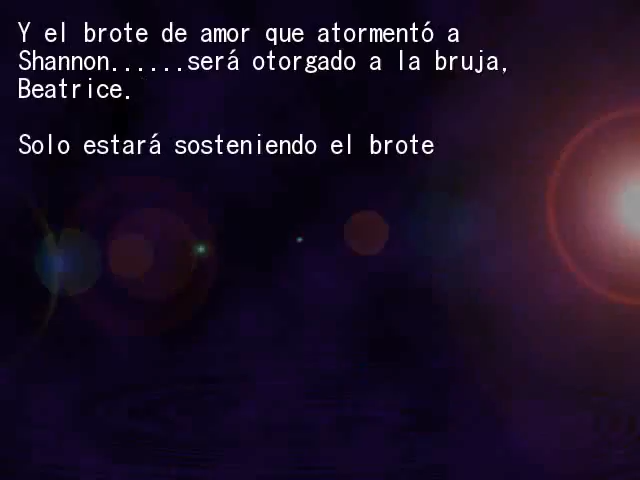 Y el brote de amor que atormentó a
Shannon......será otorgado a la bruja,
Beatrice.
Solo estará sosteniendo el brote